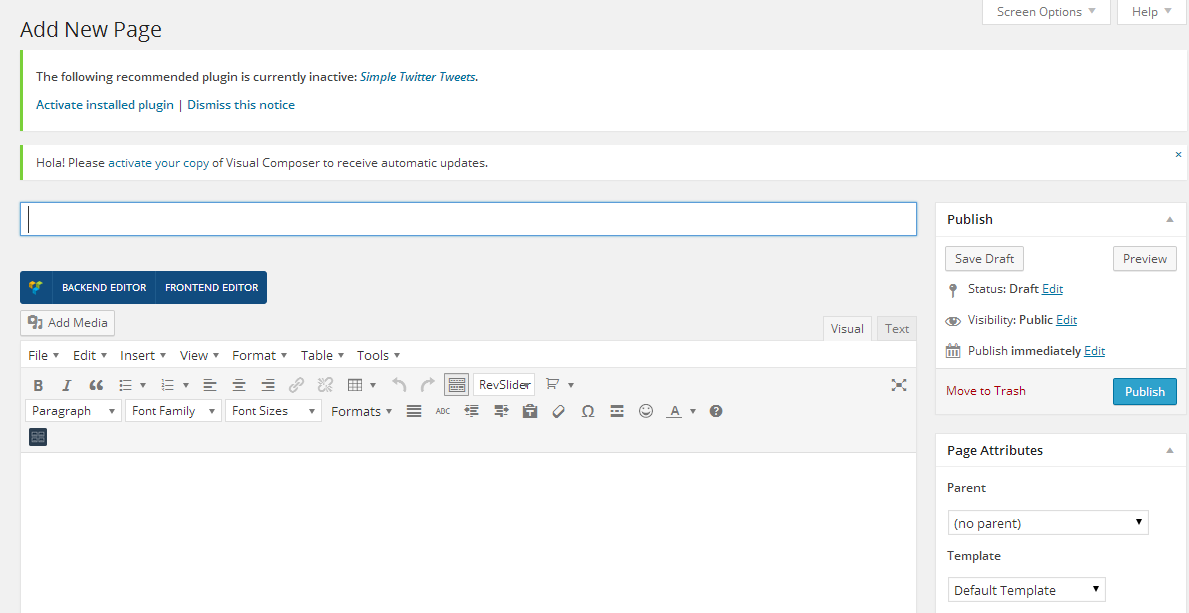 Screen Options
Help
Add New Page
The following recommended plugin is currently inactive: Simple Twitter Tweets.
Activate installed plugin | Dismiss this notice
Hola! Please activate your copy of Visual Composer to receive automatic updates.
BACKEND EDITOR FRONTEND EDITOR
Add Media
Visual Text
File Edit Insert View Format Table Tools
RevSlider
Paragraph Font Family Font Sizes Formats ABC
Publish
Save Draft Preview
Status: Draft Edit
Visibility: Public Edit
Publish immediately Edit
Move to Trash Publish
Page Attributes
Parent
(no parent)
Template
Default Template